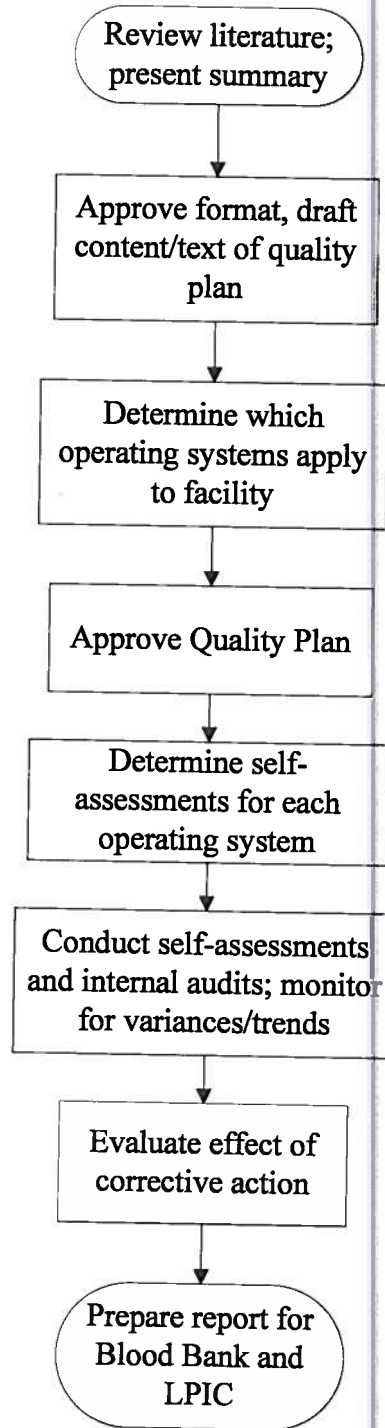 Review literature;
present summary
Approve format, draft
content/text of quality
plan
Determine which
operating systems apply
to facility
Approve Quality Plan
Determine self-
assessments for each
operating system
Conduct self-assessments
and internal audits; monitor
for variances/trends
Evaluate effect of
corrective action
Prepare report for
Blood Bank and
LPIC